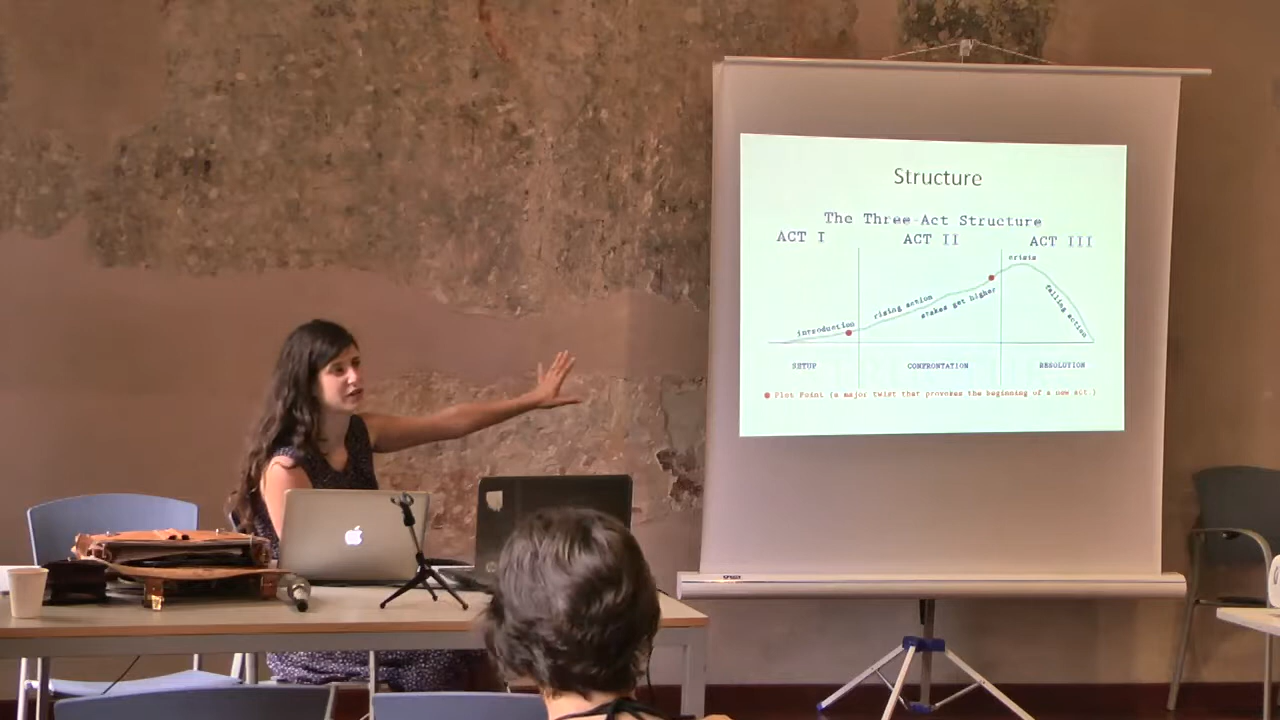 Structure
The Three-Act Structure
ACT I ACT II ACT III
crisis
rising action
stakes get higher
falling action
introduction
SETUP CONFRONTATION RESOLUTION
Plot Point (a major twist that provokes the beginning of a new act.)